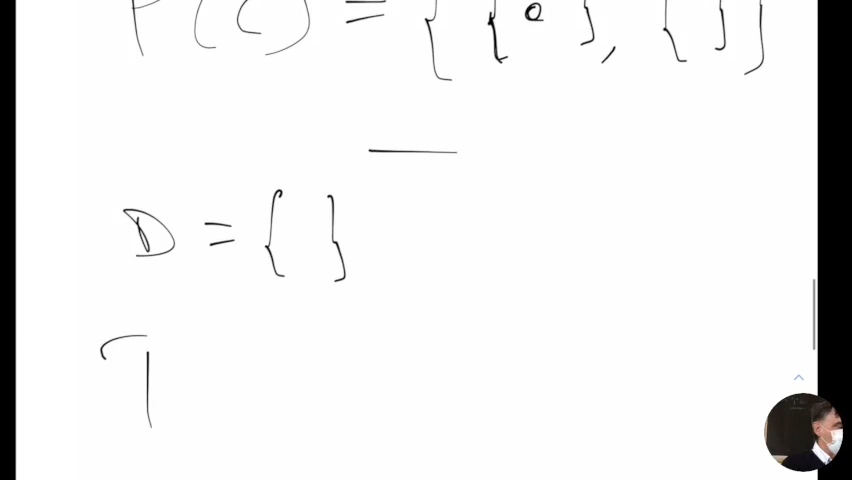 P(C) = { {a}, { } }
D = { }